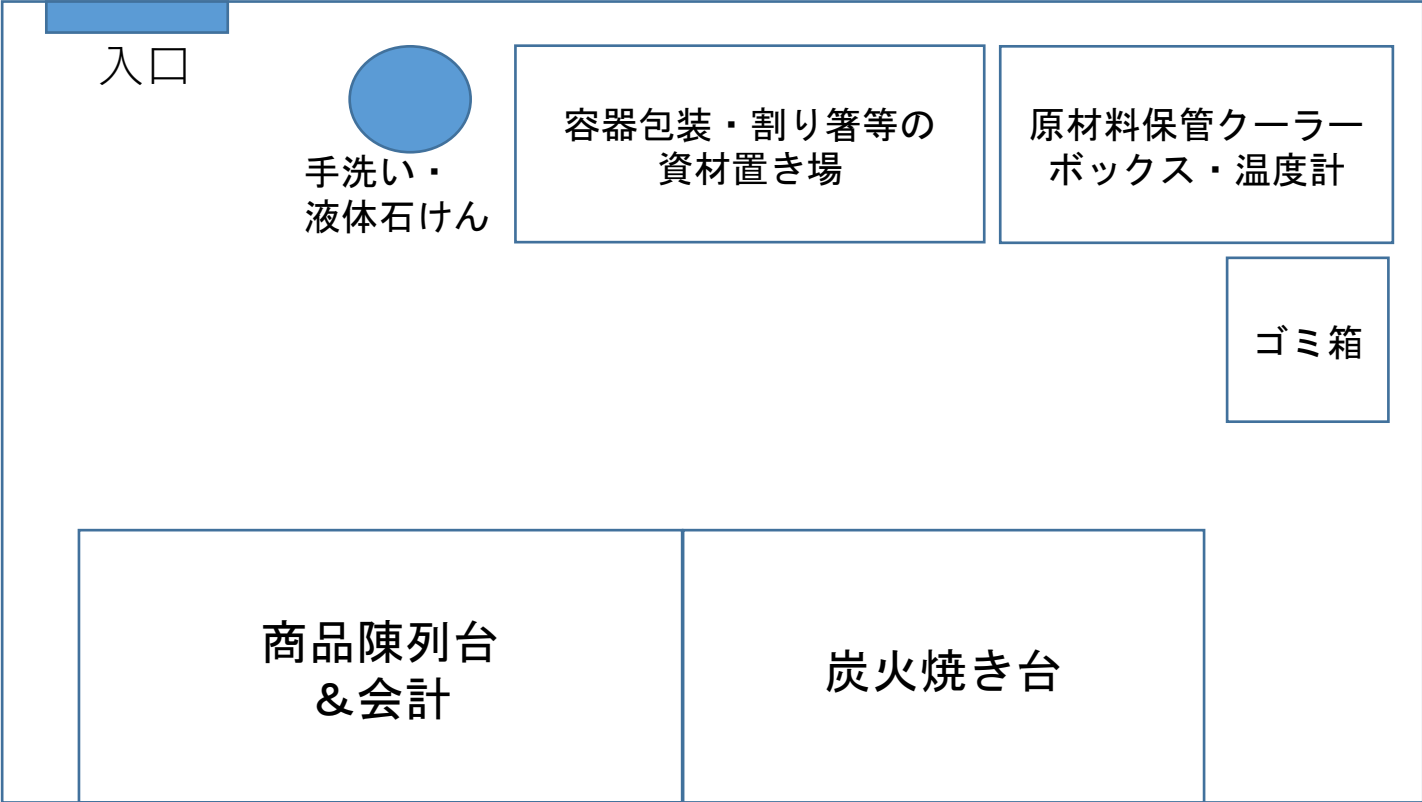 入口
手洗い・
液体石けん
容器包装・割り箸等の
資材置き場
原材料保管クーラー
ボックス・温度計
ゴミ箱
商品陳列台
&会計
炭火焼き台